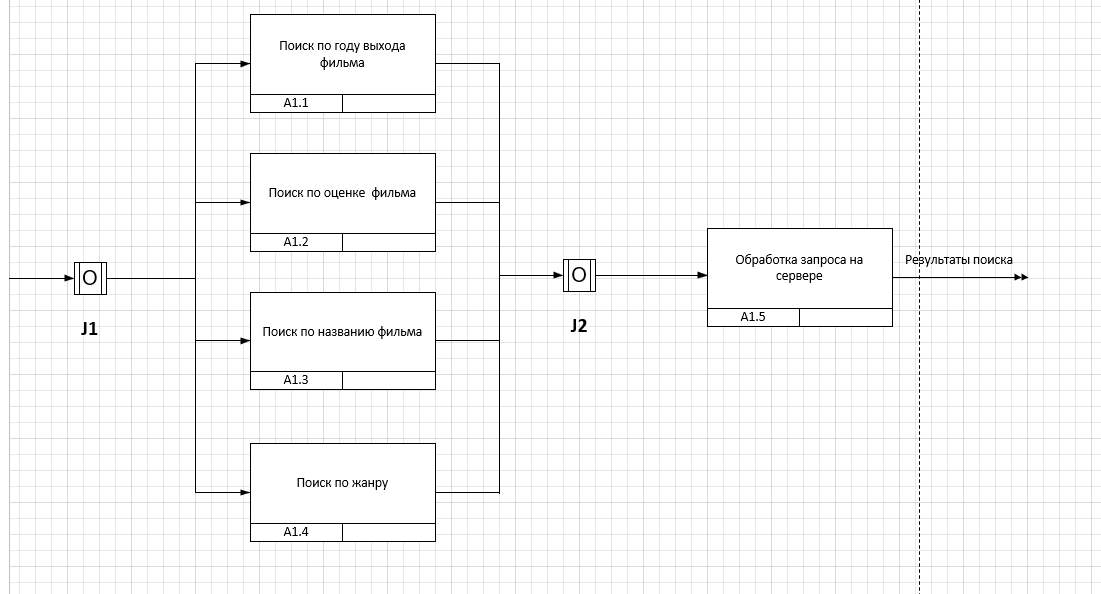 Поиск по году выхода
фильма
A1.1
Поиск по оценке фильма
A1.2
O
J1
Поиск по названию фильма
A1.3
Поиск по жанру
A1.4
O
J2
Обработка запроса на
сервере
A1.5
Результаты поиска